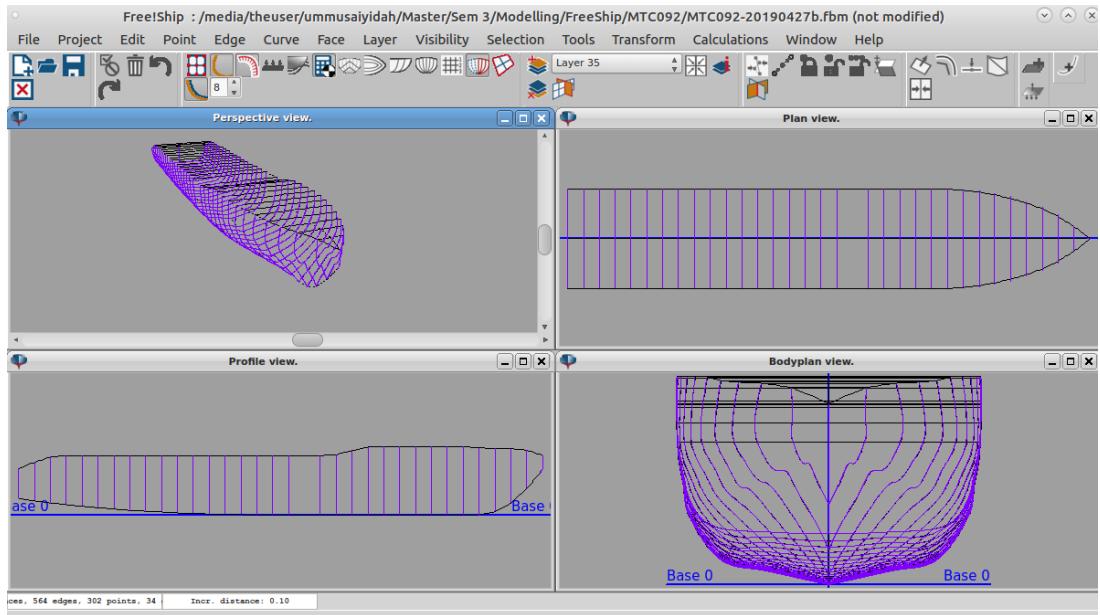 Free!Ship : /media/theuser/ummusaiyidah/Master/Sem 3/Modelling/FreeShip/MTC092/MTC092-20190427b.fbm (not modified)
File Project Edit Point Edge Curve Face Layer Visibility Selection Tools Transform Calculations Window Help
Layer 35
8
Perspective view.
Plan view.
Profile view.
Bodyplan view.
ase 0
Base
Base 0
Base 0
ces, 564 edges, 302 points, 34
Incr. distance: 0.10